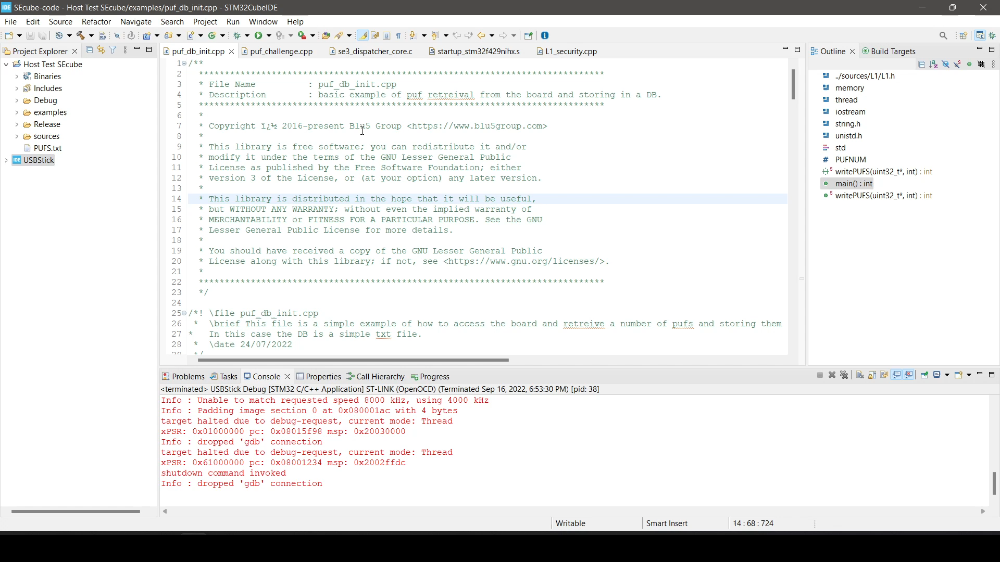 SEcube-code - Host Test SEcube/examples/puf_db_init.cpp - STM32CubeIDE
File Edit Source Refactor Navigate Search Project Run Window Help
Project Explorer
Host Test SEcube
Binaries
Includes
Debug
examples
Release
sources
PUFS.txt
IDE USBStick
puf_db_init.cpp puf_challenge.cpp se3_dispatcher_core.c startup_stm32f429nihx.s L1_security.cpp
1 /**
2 ******************************************************************************
3 * File Name : puf_db_init.cpp
4 * Description : basic example of puf retreival from the board and storing in a DB.
5 ******************************************************************************
6 *
7 * Copyright ï¿½ 2016-present Blu5 Group <https://www.blu5group.com>
8 *
9 * This library is free software; you can redistribute it and/or
10 * modify it under the terms of the GNU Lesser General Public
11 * License as published by the Free Software Foundation; either
12 * version 3 of the License, or (at your option) any later version.
13 *
14 * This library is distributed in the hope that it will be useful,
15 * but WITHOUT ANY WARRANTY; without even the implied warranty of
16 * MERCHANTABILITY or FITNESS FOR A PARTICULAR PURPOSE. See the GNU
17 * Lesser General Public License for more details.
18 *
19 * You should have received a copy of the GNU Lesser General Public
20 * License along with this library; if not, see <https://www.gnu.org/licenses/>.
21 *
22 ******************************************************************************
23 */
24
25 /*! \file puf_db_init.cpp
26 * \brief This file is a simple example of how to access the board and retreive a number of pufs and storing them
27 * In this case the DB is a simple txt file.
28 * \date 24/07/2022
29 */
Outline Build Targets
../sources/L1/L1.h
memory
thread
iostream
string.h
unistd.h
std
PUFNUM
writePUFS(uint32_t*, int) : int
main() : int
writePUFS(uint32_t*, int) : int
Problems Tasks Console Properties Call Hierarchy Progress
<terminated> USBStick Debug [STM32 C/C++ Application] ST-LINK (OpenOCD) (Terminated Sep 16, 2022, 6:53:30 PM) [pid: 38]
Info : Unable to match requested speed 8000 kHz, using 4000 kHz
Info : Padding image section 0 at 0x080001ac with 4 bytes
target halted due to debug-request, current mode: Thread
xPSR: 0x01000000 pc: 0x08015f98 msp: 0x20030000
Info : dropped 'gdb' connection
target halted due to debug-request, current mode: Thread
xPSR: 0x61000000 pc: 0x08001234 msp: 0x2002ffdc
shutdown command invoked
Info : dropped 'gdb' connection
Writable Smart Insert 14 : 68 : 724